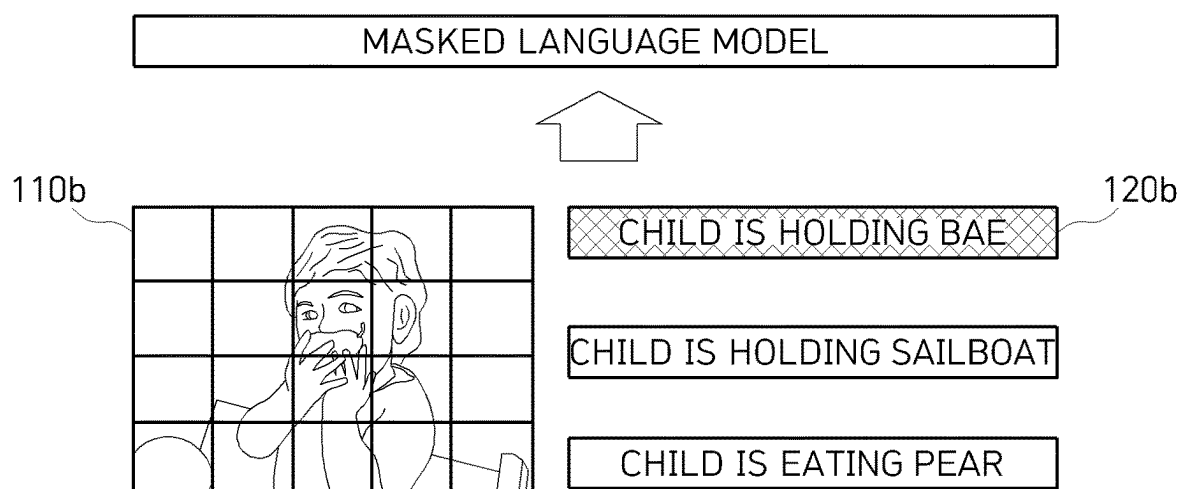 MASKED LANGUAGE MODEL
110b
120b
CHILD IS HOLDING BAE
CHILD IS HOLDING SAILBOAT
CHILD IS EATING PEAR